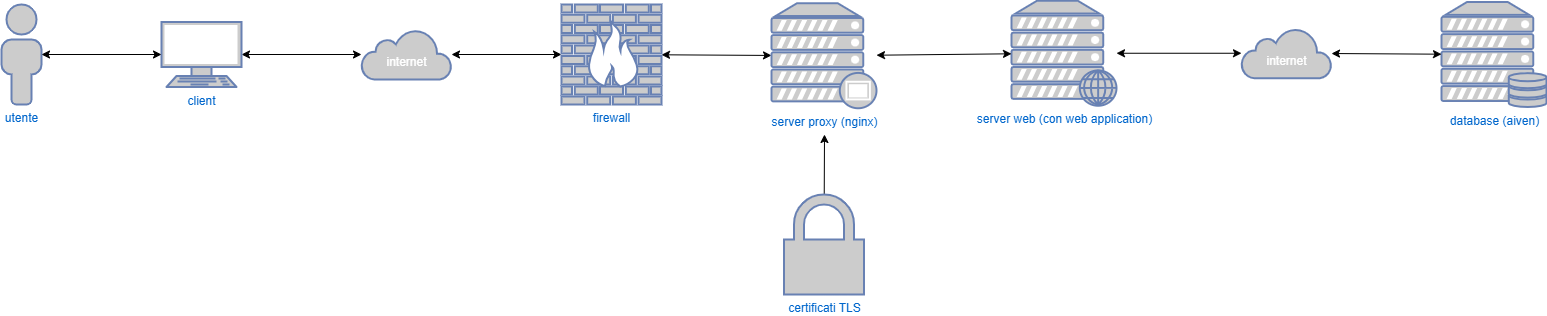 internet
internet
client
utente
firewall
server proxy (nginx)
server web (con web application)
database (aiven)
certificati TLS